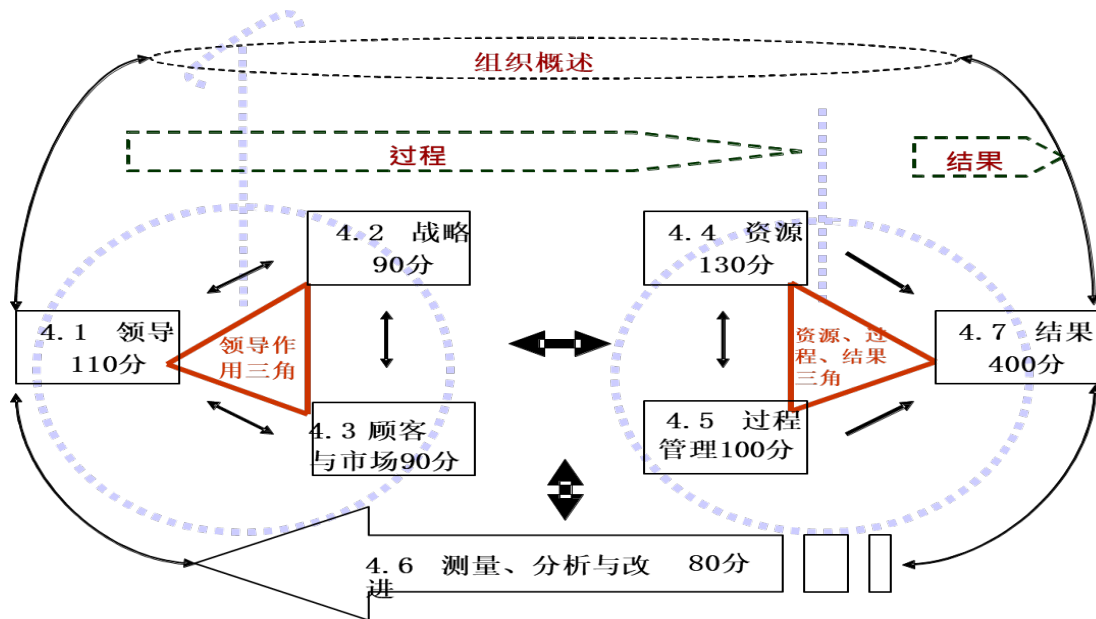 组织概述
过程
结果
4.2 战略
90分
4.4 资源
130分
4.1 领导
110分
领导作
用三角
资源、过
程、结果
三角
4.7 结果
400分
4.3 顾客
与市场90分
4.5 过程
管理100分
4.6 测量、分析与改 80分
进